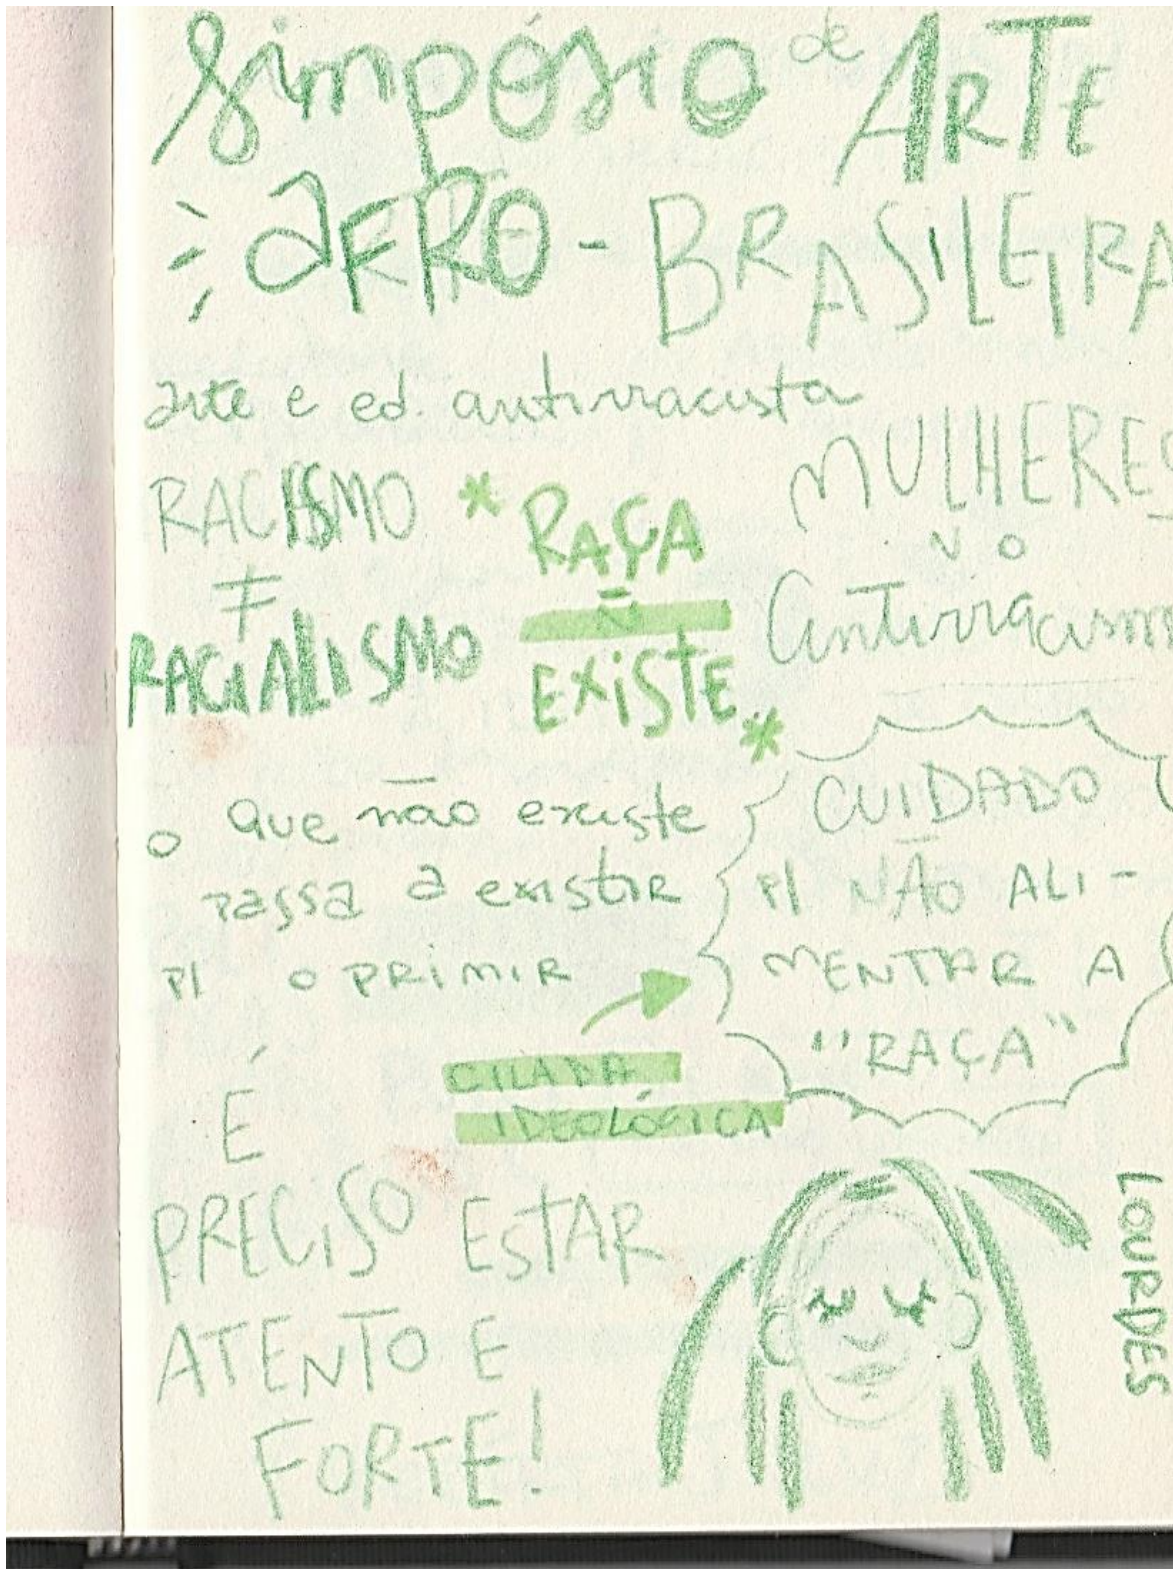 Simpósio de ARTE
AFRO-BRASILEIRA
arte e ed. antirracista
RACISMO
≠
RACIALISMO
* RAÇA
Ñ
EXISTE *
MULHERES
NO
Antirracismo
o que não existe
passa a existir
p/ oprimir
CUIDADO
p/ NÃO ALI-
MENTAR A
"RAÇA"
CILADA
IDEOLÓGICA
É
PRECISO ESTAR
ATENTO E
FORTE!
LOURDES